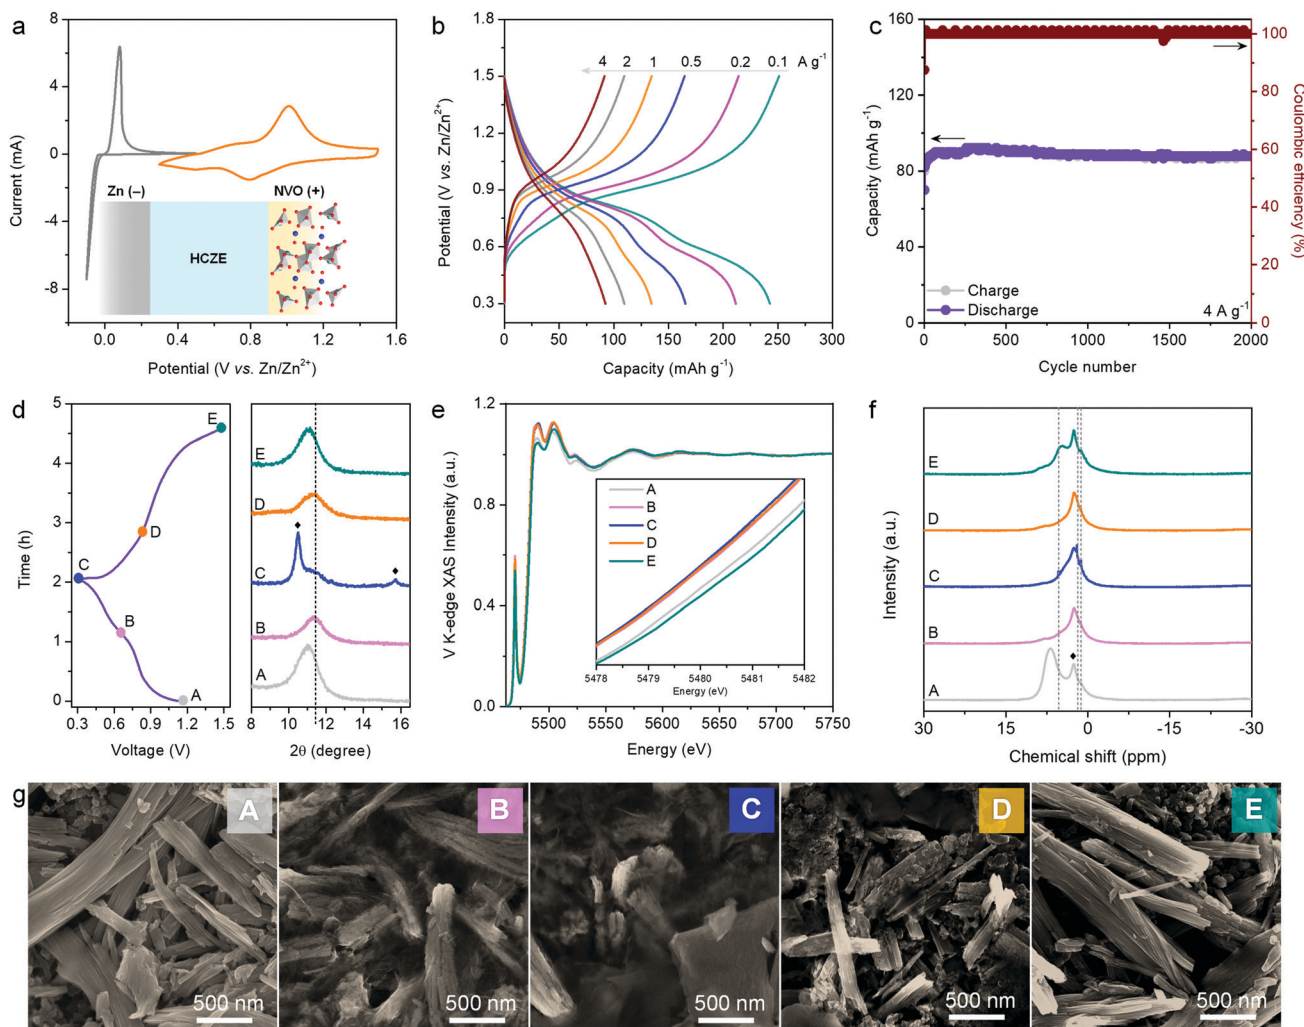 a
Current (mA)
8
4
0
-4
-8
0.0
0.4
0.8
1.2
1.6
Potential (V vs. Zn/Zn²⁺)
Zn (–)
HCZE
NVO (+)
b
Potential (V vs. Zn/Zn²⁺)
1.8
1.5
1.2
0.9
0.6
0.3
0
50
100
150
200
250
300
Capacity (mAh g⁻¹)
4 2 1 0.5 0.2 0.1 A g⁻¹
c
Capacity (mAh g⁻¹)
160
120
80
40
0
0
500
1000
1500
2000
Cycle number
100
80
60
40
20
0
Coulombic efficiency (%)
Charge
Discharge
4 A g⁻¹
d
Time (h)
5
4
3
2
1
0
0.3
0.6
0.9
1.2
1.5
Voltage (V)
E
D
C
B
A
E
D
C
B
A
8
10
12
14
16
2θ (degree)
e
V K-edge XAS Intensity (a.u.)
1.2
0.8
0.4
0.0
5500
5550
5600
5650
5700
5750
Energy (eV)
A
B
C
D
E
5478
5479
5480
5481
5482
Energy (eV)
f
Intensity (a.u.)
E
D
C
B
A
30
15
0
-15
-30
Chemical shift (ppm)
g
A
500 nm
B
500 nm
C
500 nm
D
500 nm
E
500 nm